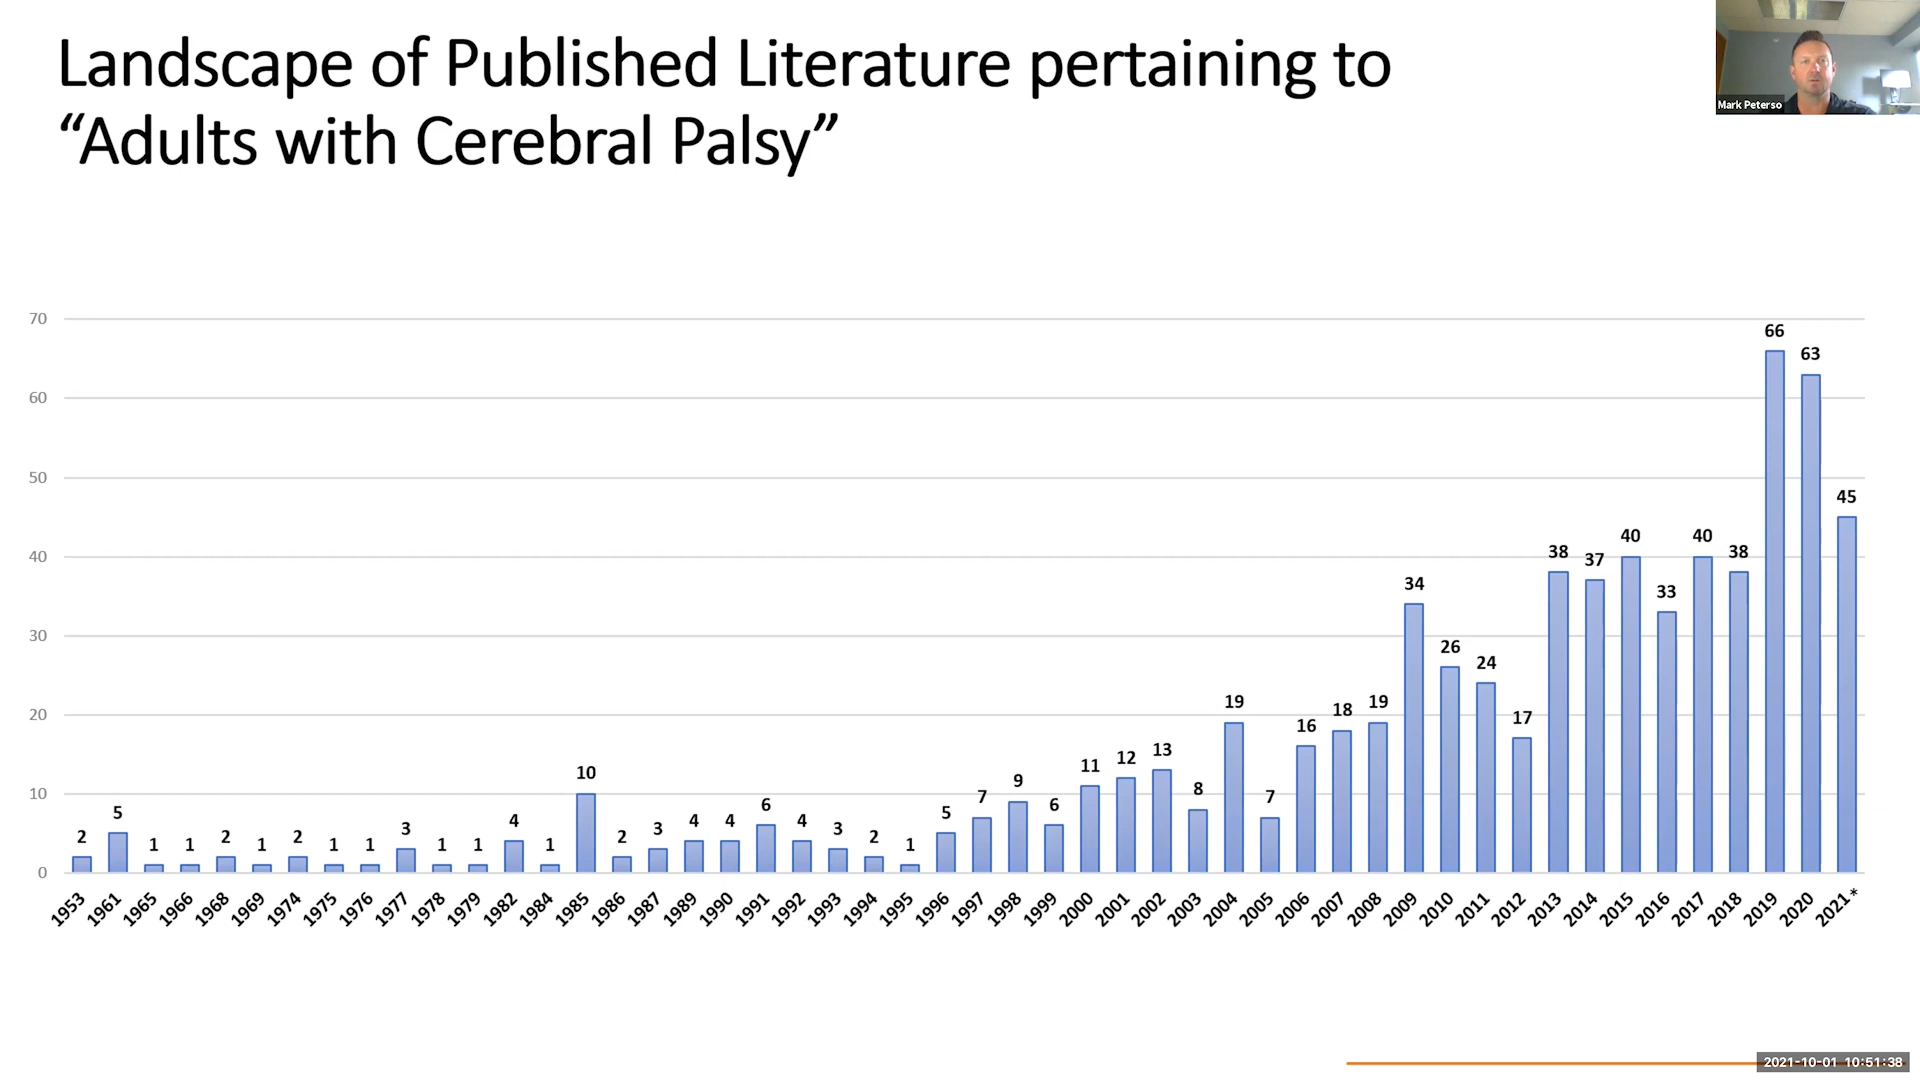 Landscape of Published Literature pertaining to
“Adults with Cerebral Palsy”
Mark Peterso
70
60
50
40
30
20
10
0
2 5 1 1 2 1 2 1 1 3 1 1 4 1 10 2 3 4 4 6 4 3 2 1 5 7 9 6 11 12 13 8 19 7 16 18 19 34 26 24 17 38 37 40 33 40 38 66 63 45
1953 1961 1965 1966 1968 1969 1974 1975 1976 1977 1978 1979 1982 1984 1985 1986 1987 1989 1990 1991 1992 1993 1994 1995 1996 1997 1998 1999 2000 2001 2002 2003 2004 2005 2006 2007 2008 2009 2010 2011 2012 2013 2014 2015 2016 2017 2018 2019 2020 2021*
2021-10-01 10:51:38